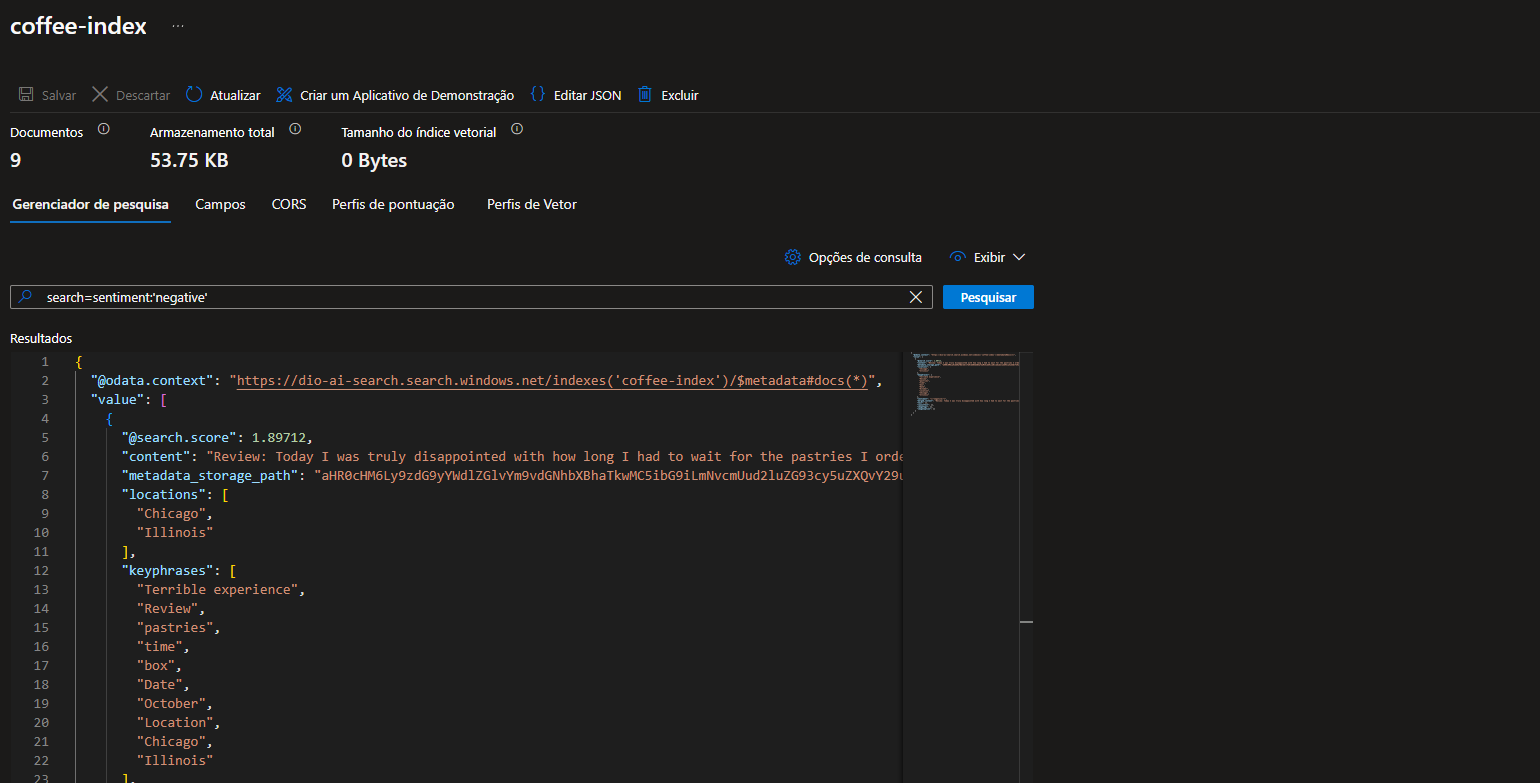 coffee-index ...
Salvar Descartar Atualizar Criar um Aplicativo de Demonstração {} Editar JSON Excluir
Documentos Armazenamento total Tamanho do índice vetorial
9 53.75 KB 0 Bytes
Gerenciador de pesquisa Campos CORS Perfis de pontuação Perfis de Vetor
Opções de consulta Exibir
search=sentiment:'negative' Pesquisar
Resultados
1 {
2 "@odata.context": "https://dio-ai-search.search.windows.net/indexes('coffee-index')/$metadata#docs(*)",
3 "value": [
4 {
5 "@search.score": 1.89712,
6 "content": "Review: Today I was truly disappointed with how long I had to wait for the pastries I orde
7 "metadata_storage_path": "aHR0cHM6Ly9zdG9yYWdlZGlvYm9vdGNhbXBhaTkwMC5ibG9iLmNvcmUud2luZG93cy5uZXQvY29u
8 "locations": [
9 "Chicago",
10 "Illinois"
11 ],
12 "keyphrases": [
13 "Terrible experience",
14 "Review",
15 "pastries",
16 "time",
17 "box",
18 "Date",
19 "October",
20 "Location",
21 "Chicago",
22 "Illinois"
23 ],